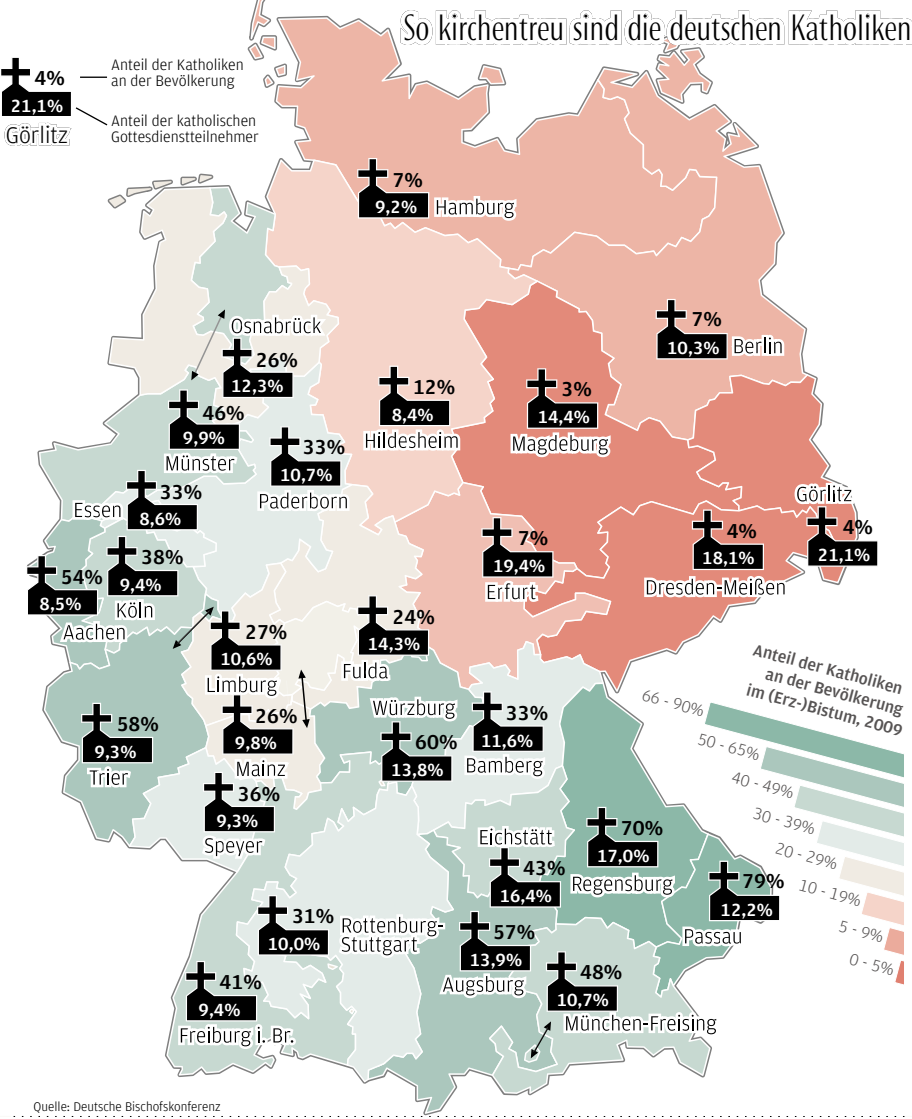 So kirchentreu sind die deutschen Katholiken
4%
Anteil der Katholiken
an der Bevölkerung
21,1%
Anteil der katholischen
Gottesdienstteilnehmer
Görlitz
7%
9,2%
Hamburg
7%
10,3%
Berlin
Osnabrück
26%
12,3%
12%
8,4%
Hildesheim
3%
14,4%
Magdeburg
46%
9,9%
Münster
33%
10,7%
Paderborn
Essen
33%
8,6%
Görlitz
4%
21,1%
4%
18,1%
Dresden-Meißen
7%
19,4%
Erfurt
38%
9,4%
Köln
54%
8,5%
Aachen
24%
14,3%
Fulda
27%
10,6%
Limburg
Würzburg
60%
13,8%
33%
11,6%
Bamberg
26%
9,8%
Mainz
58%
9,3%
Trier
36%
9,3%
Speyer
Anteil der Katholiken
an der Bevölkerung
im (Erz-)Bistum, 2009
66 - 90%
50 - 65%
40 - 49%
30 - 39%
20 - 29%
10 - 19%
5 - 9%
0 - 5%
Eichstätt
43%
16,4%
70%
17,0%
Regensburg
79%
12,2%
Passau
31%
10,0%
Rottenburg-
Stuttgart
57%
13,9%
Augsburg
48%
10,7%
München-Freising
41%
9,4%
Freiburg i. Br.
Quelle: Deutsche Bischofskonferenz